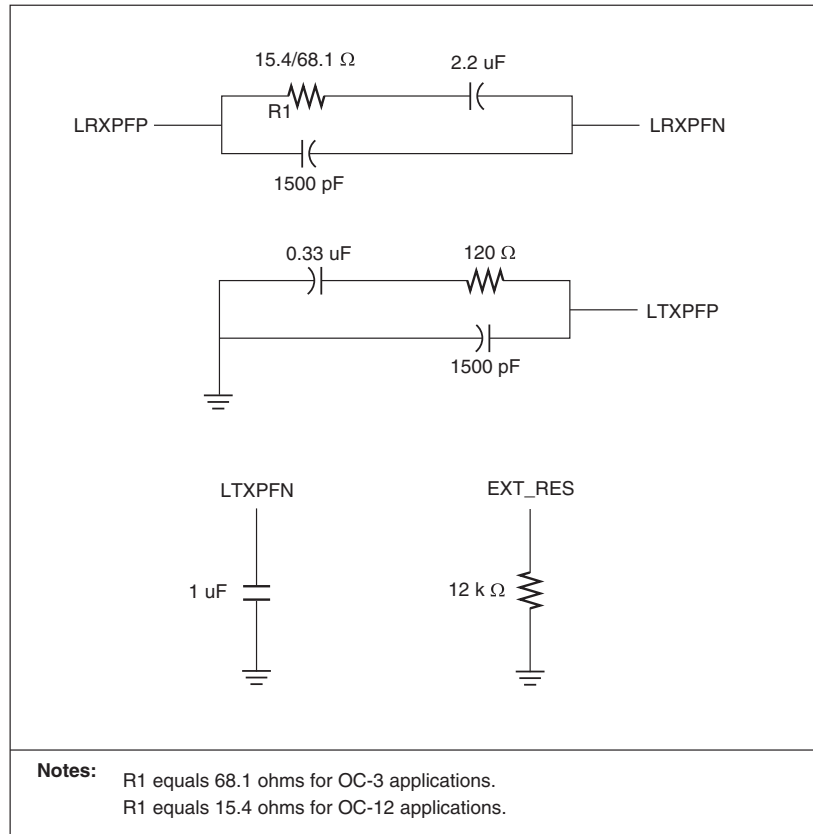 15.4/68.1 Ω
2.2 uF
R1
LRXPFP
LRXPFN
1500 pF
0.33 uF
120 Ω
LTXPFP
1500 pF
LTXPFN
EXT_RES
1 uF
12 k Ω
Notes:
R1 equals 68.1 ohms for OC-3 applications.
R1 equals 15.4 ohms for OC-12 applications.